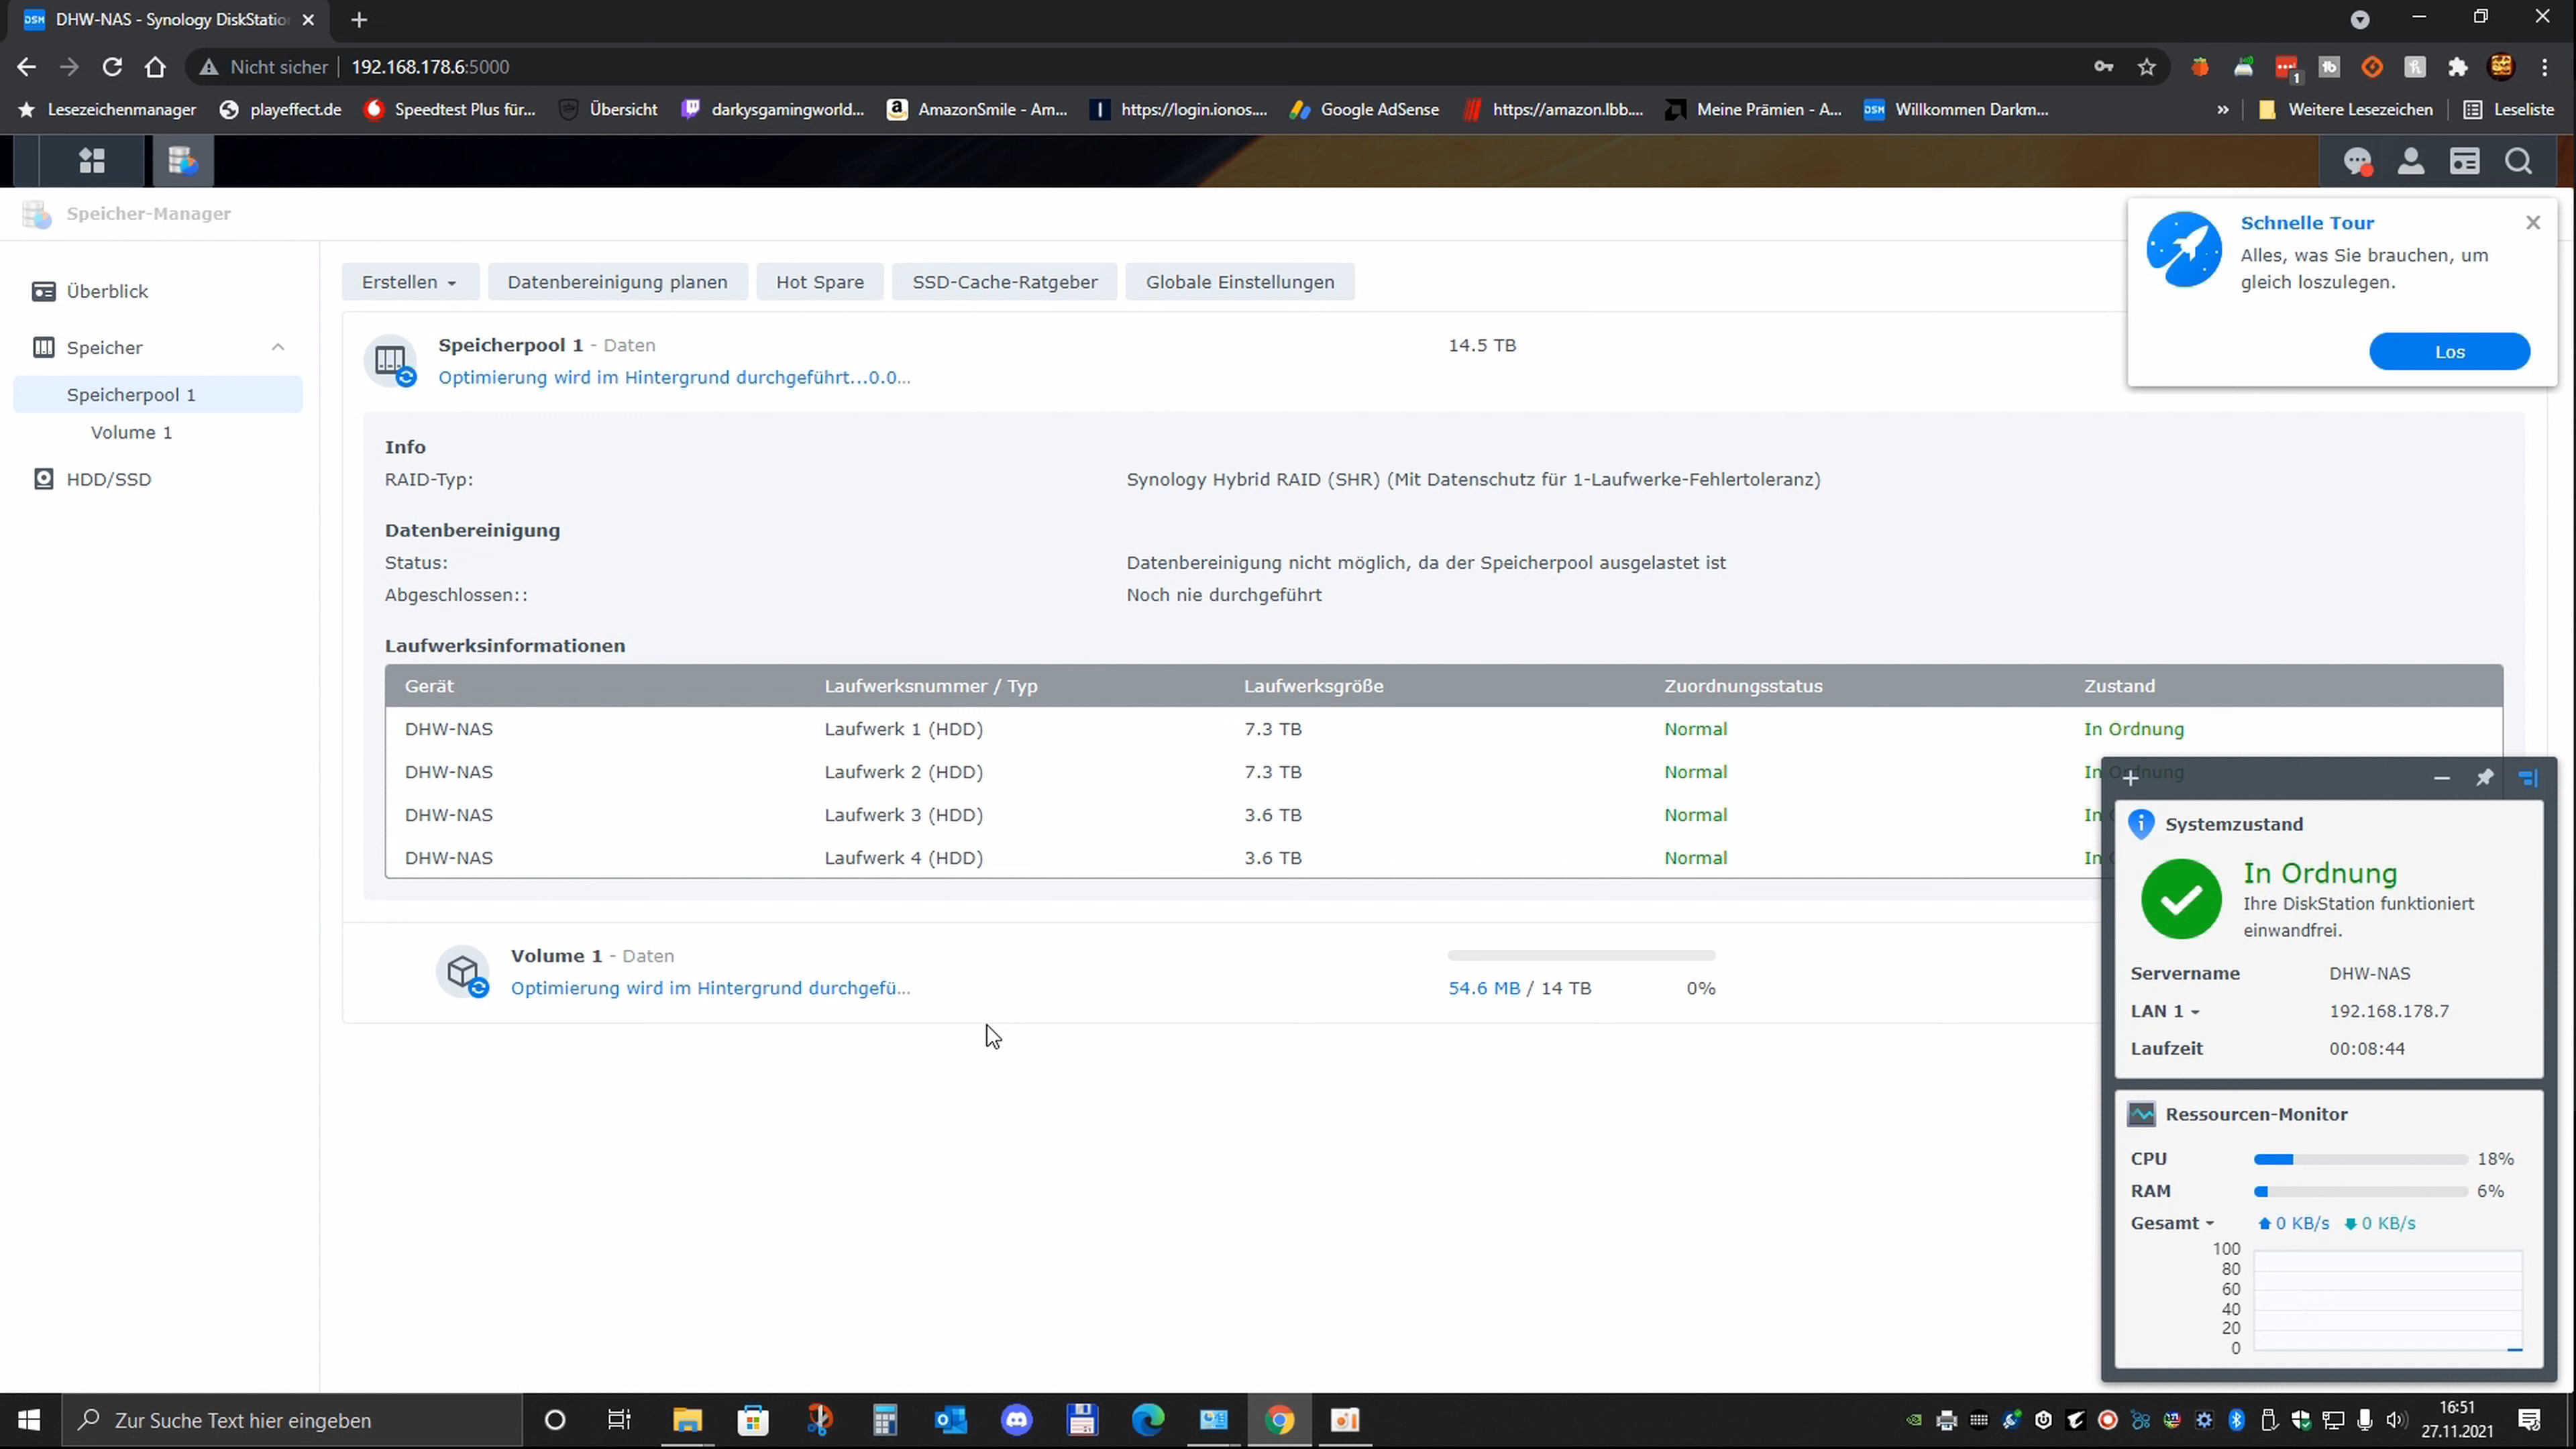 DSM DHW-NAS - Synology DiskStation
Nicht sicher 192.168.178.6:5000
1
Lesezeichenmanager playeffect.de Speedtest Plus für... Übersicht darkysgamingworld... AmazonSmile - Am... https://login.ionos.... Google AdSense https://amazon.lbb.... Meine Prämien - A... DSM Willkommen Darkm... » Weitere Lesezeichen Leseliste
Speicher-Manager
Überblick
Speicher
Speicherpool 1
Volume 1
HDD/SSD
Erstellen Datenbereinigung planen Hot Spare SSD-Cache-Ratgeber Globale Einstellungen
Speicherpool 1 - Daten 14.5 TB
Optimierung wird im Hintergrund durchgeführt...0.0...
Info
RAID-Typ: Synology Hybrid RAID (SHR) (Mit Datenschutz für 1-Laufwerke-Fehlertoleranz)
Datenbereinigung
Status: Datenbereinigung nicht möglich, da der Speicherpool ausgelastet ist
Abgeschlossen:: Noch nie durchgeführt
Laufwerksinformationen
Gerät Laufwerksnummer / Typ Laufwerksgröße Zuordnungsstatus Zustand
DHW-NAS Laufwerk 1 (HDD) 7.3 TB Normal In Ordnung
DHW-NAS Laufwerk 2 (HDD) 7.3 TB Normal In Ordnung
DHW-NAS Laufwerk 3 (HDD) 3.6 TB Normal In
DHW-NAS Laufwerk 4 (HDD) 3.6 TB Normal In
Volume 1 - Daten
Optimierung wird im Hintergrund durchgefü... 54.6 MB / 14 TB 0%
Schnelle Tour
Alles, was Sie brauchen, um
gleich loszulegen.
Los
Systemzustand
In Ordnung
Ihre DiskStation funktioniert
einwandfrei.
Servername DHW-NAS
LAN 1 192.168.178.7
Laufzeit 00:08:44
Ressourcen-Monitor
CPU 18%
RAM 6%
Gesamt 0 KB/s 0 KB/s
100
80
60
40
20
0
Zur Suche Text hier eingeben
16:51
27.11.2021